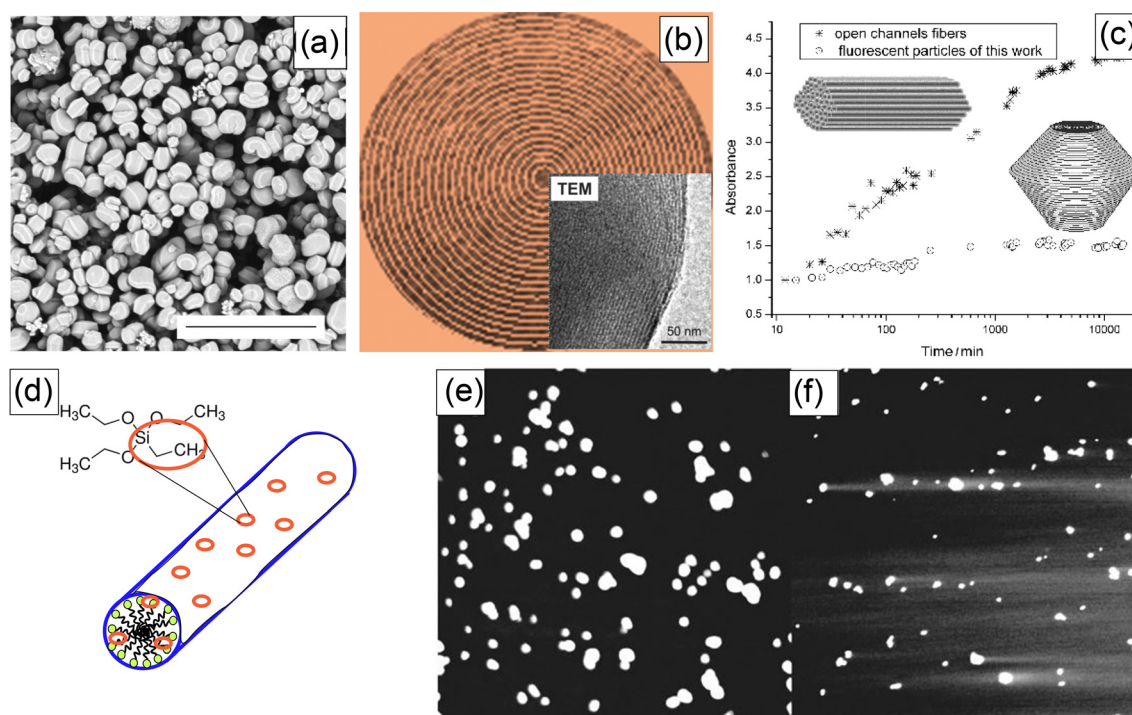 (a)
(b)
TEM
50 nm
(c)
* open channels fibers
○ fluorescent particles of this work
Absorbance
4.5
4.0
3.5
3.0
2.5
2.0
1.5
1.0
0.5
10
100
1000
10000
Time/min
(d)
H₃C
O
O
CH₃
Si
H₃C
O
CH₃
(e)
(f)